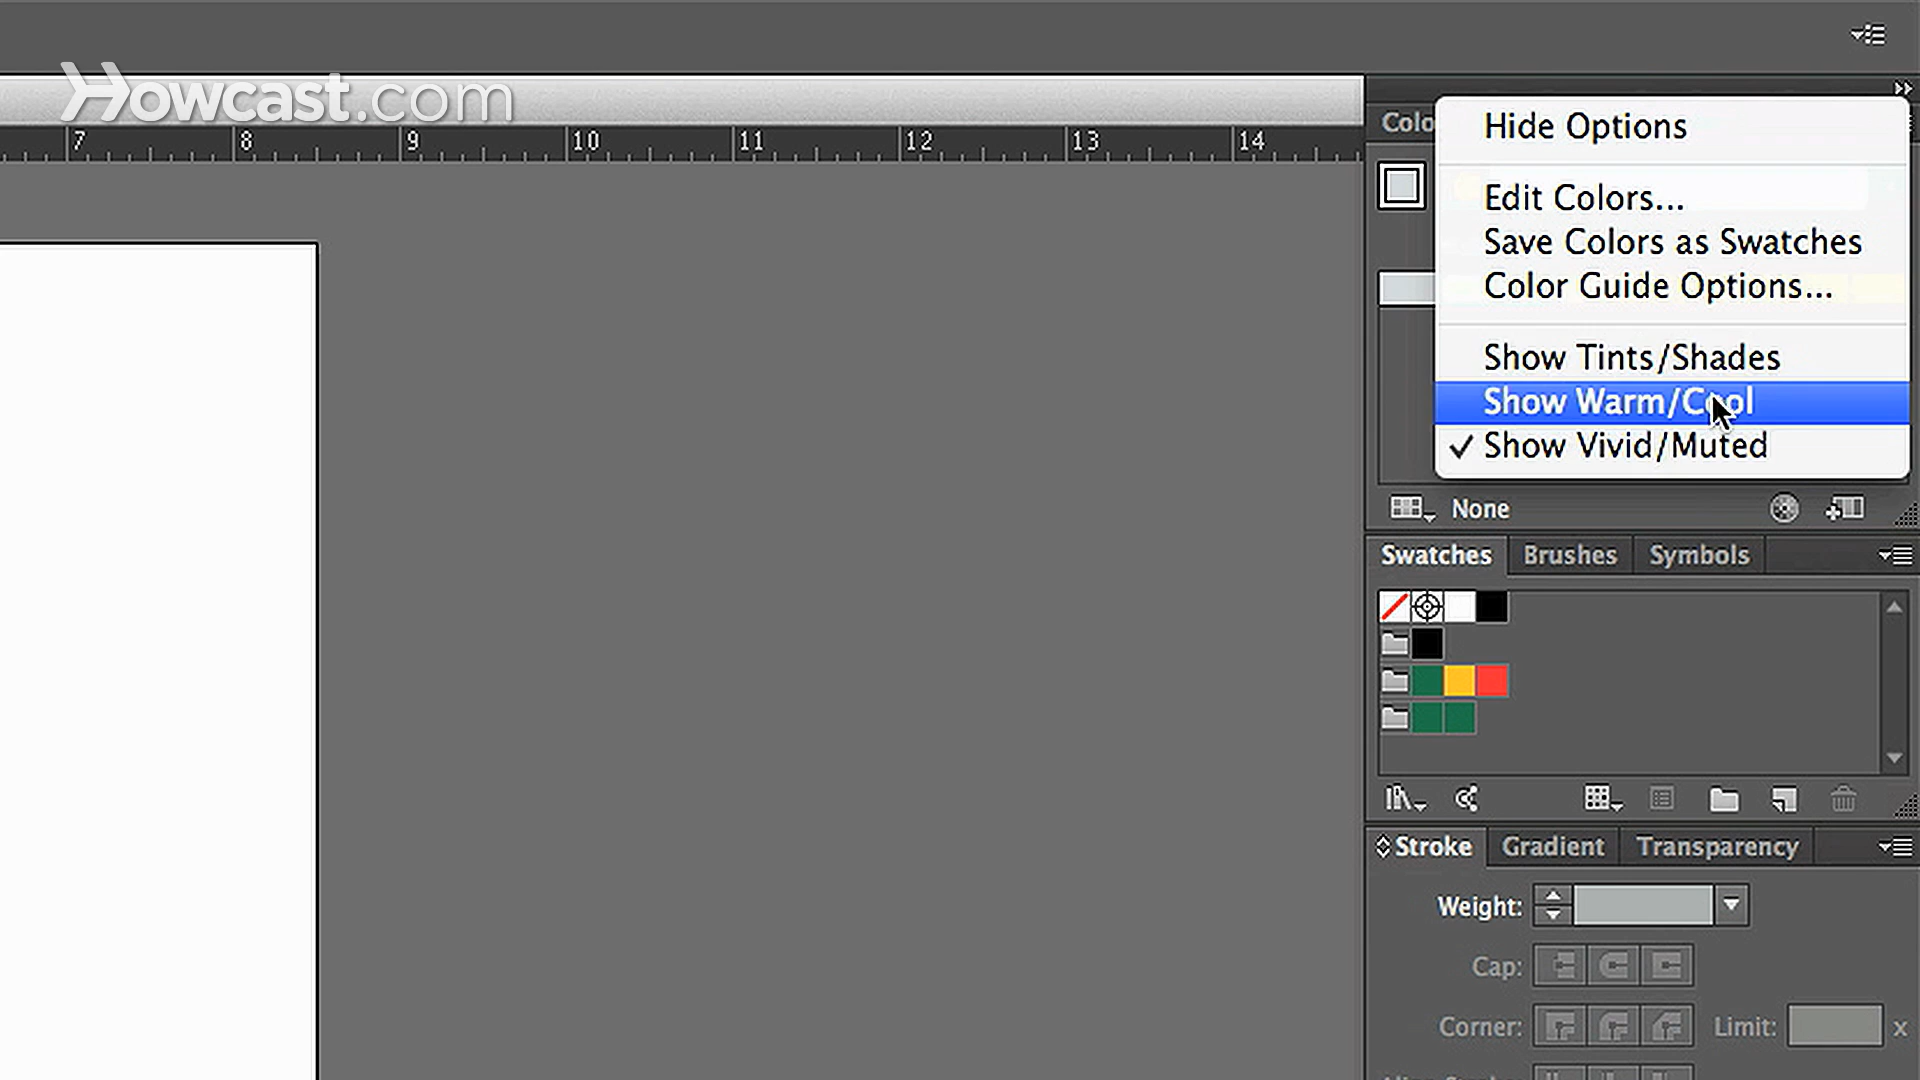 Howcast.com
7 8 9 10 11 12 13 14
Colo
Hide Options
Edit Colors...
Save Colors as Swatches
Color Guide Options...
Show Tints/Shades
Show Warm/Cool
✓ Show Vivid/Muted
None
Swatches Brushes Symbols
Stroke Gradient Transparency
Weight:
Cap:
Corner: Limit: x